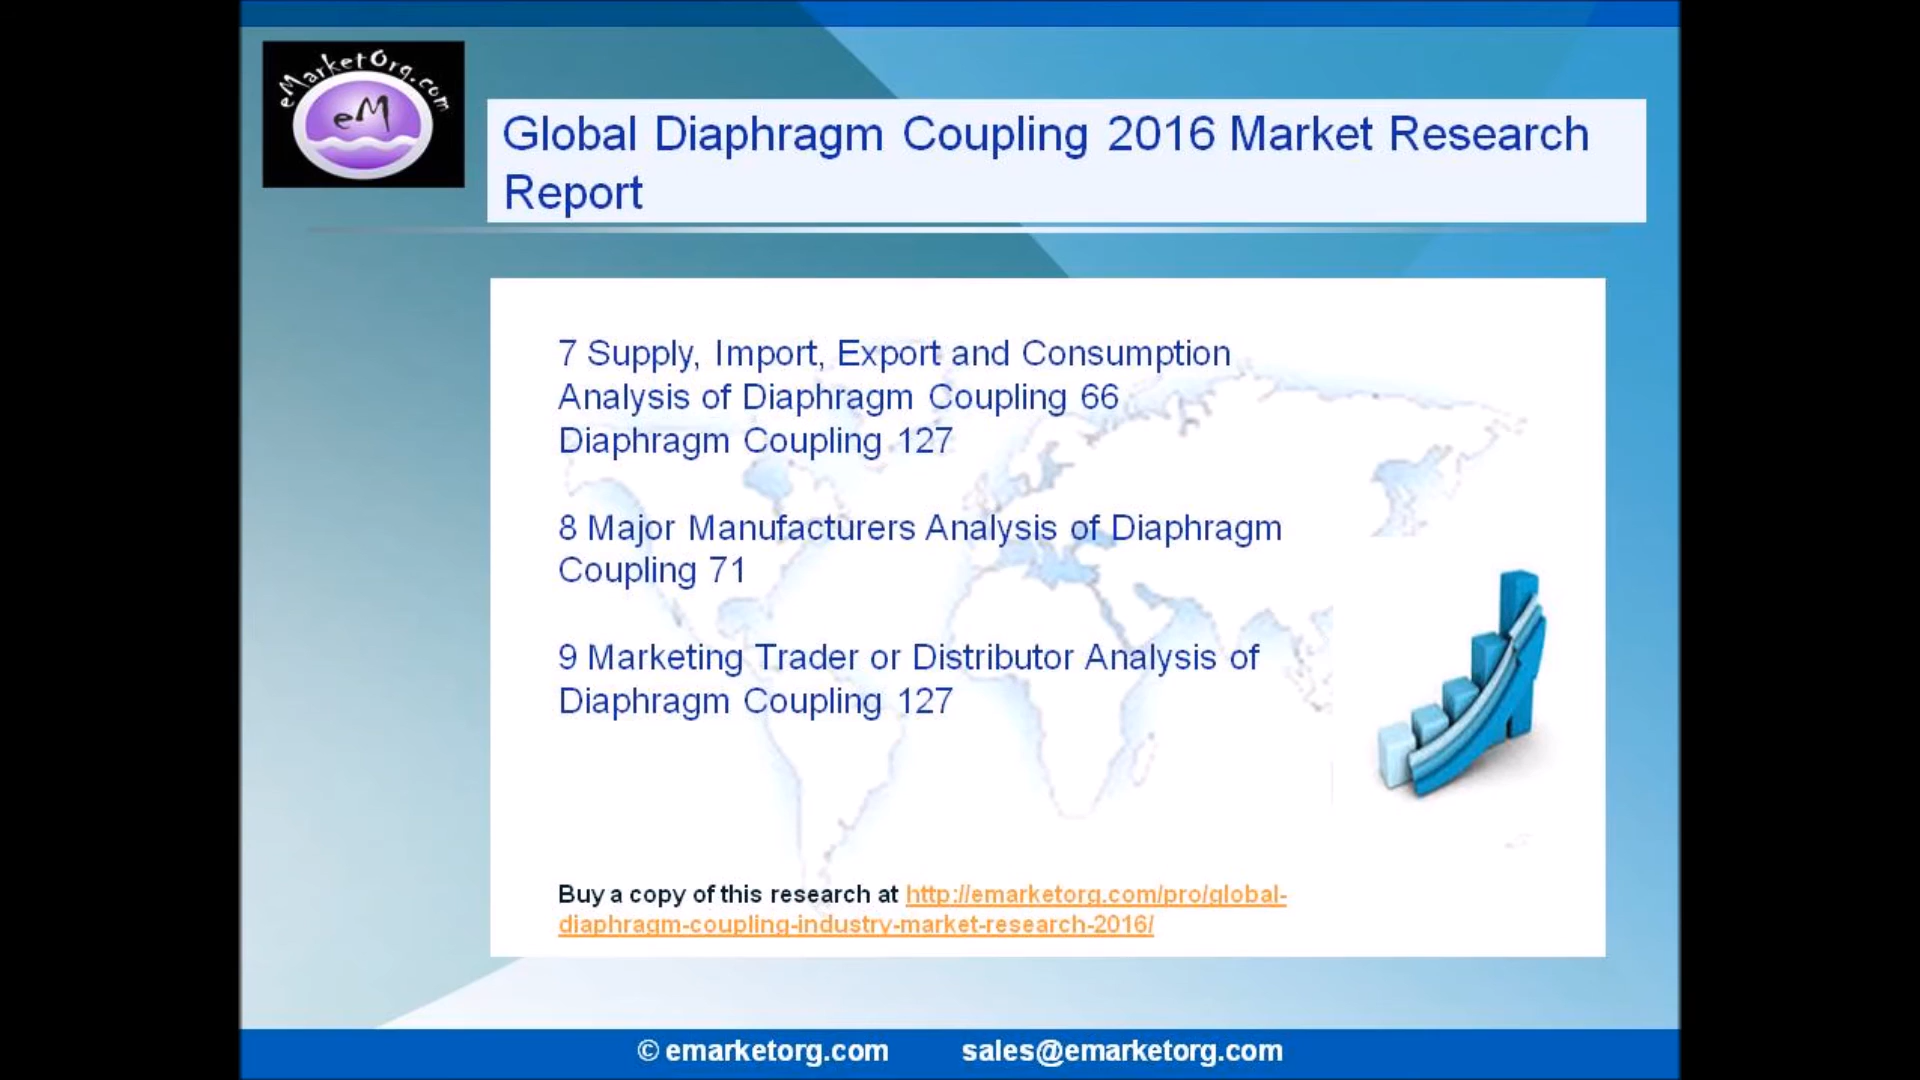 eMarketOrg.com
eM
Global Diaphragm Coupling 2016 Market Research
Report
7 Supply, Import, Export and Consumption
Analysis of Diaphragm Coupling 66
Diaphragm Coupling 127
8 Major Manufacturers Analysis of Diaphragm
Coupling 71
9 Marketing Trader or Distributor Analysis of
Diaphragm Coupling 127
Buy a copy of this research at http://emarketorg.com/pro/global-
diaphragm-coupling-industry-market-research-2016/
© emarketorg.com sales@emarketorg.com